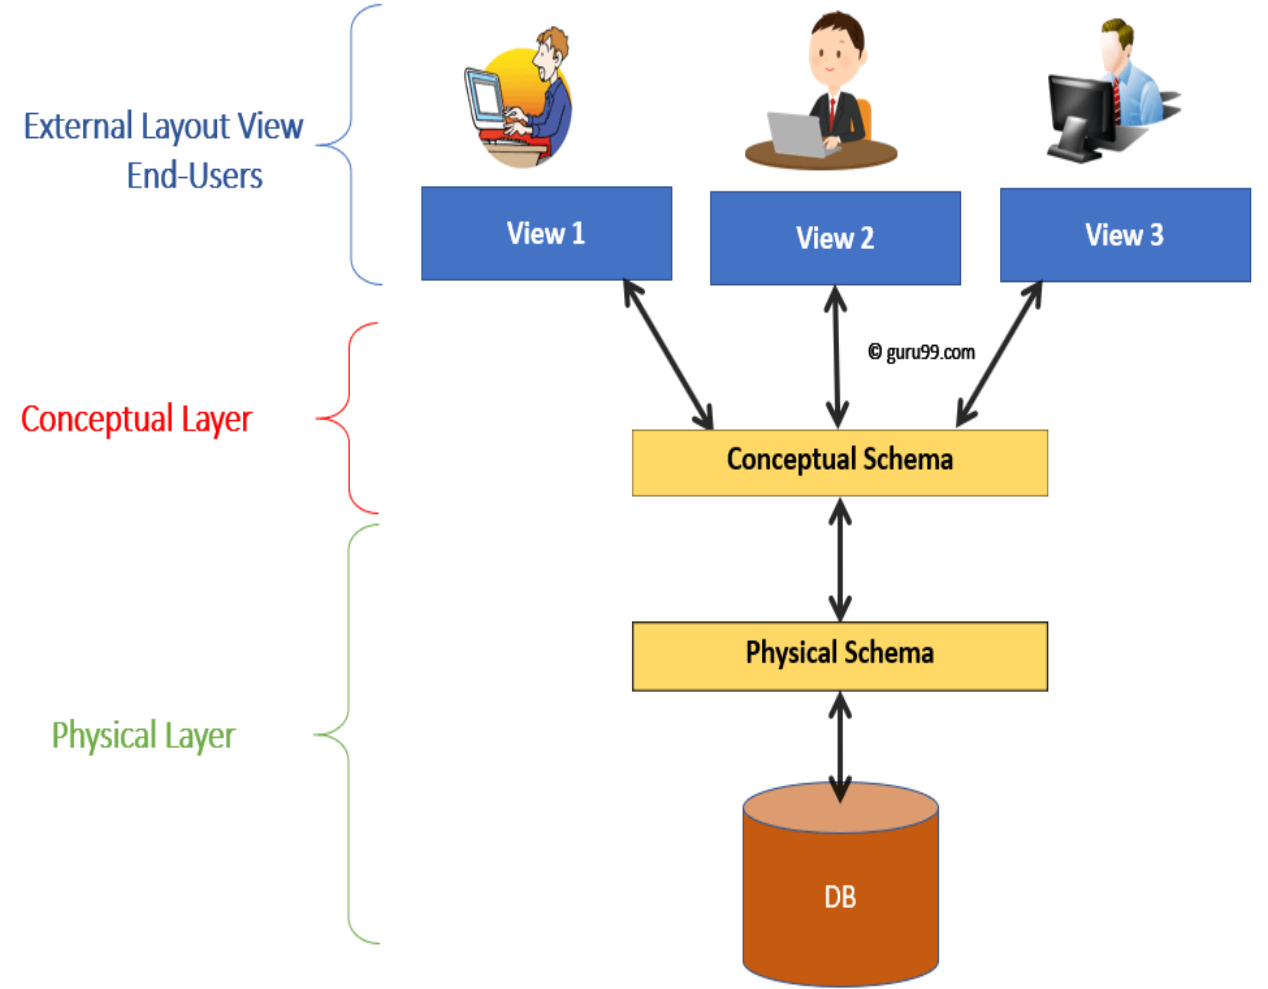 External Layout View
End-Users
View 1
View 2
View 3
© guru99.com
Conceptual Layer
Conceptual Schema
Physical Schema
Physical Layer
DB